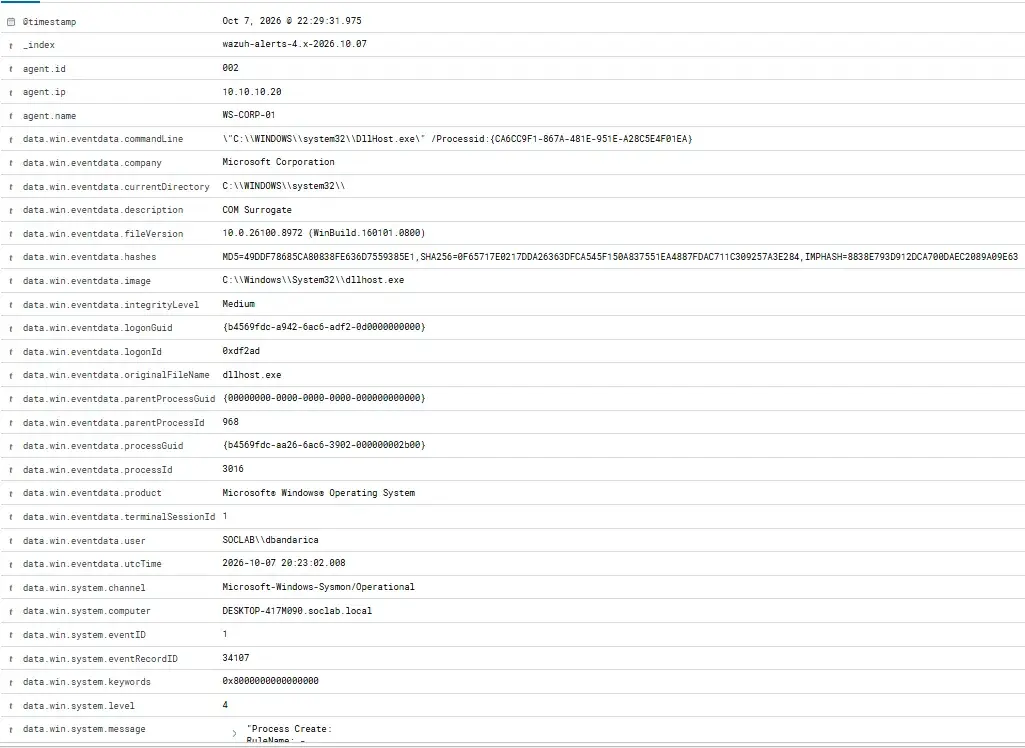 @timestamp Oct 7, 2026 @ 22:29:31.975
t _index wazuh-alerts-4.x-2026.10.07
t agent.id 002
t agent.ip 10.10.10.20
t agent.name WS-CORP-01
t data.win.eventdata.commandLine \"C:\\WINDOWS\\system32\\DllHost.exe\" /Processid:{CA6CC9F1-867A-481E-951E-A28C5E4F01EA}
t data.win.eventdata.company Microsoft Corporation
t data.win.eventdata.currentDirectory C:\\WINDOWS\\system32\\
t data.win.eventdata.description COM Surrogate
t data.win.eventdata.fileVersion 10.0.26100.8972 (WinBuild.160101.0800)
t data.win.eventdata.hashes MD5=49DDF78685CA80838FE636D7559385E1,SHA256=0F65717E0217DDA26363DFCA545F150A837551EA4887FDAC711C309257A3E284,IMPHASH=8838E793D912DCA700DAEC2089A09E63
t data.win.eventdata.image C:\\Windows\\System32\\dllhost.exe
t data.win.eventdata.integrityLevel Medium
t data.win.eventdata.logonGuid {b4569fdc-a942-6ac6-adf2-0d0000000000}
t data.win.eventdata.logonId 0xdf2ad
t data.win.eventdata.originalFileName dllhost.exe
t data.win.eventdata.parentProcessGuid {00000000-0000-0000-0000-000000000000}
t data.win.eventdata.parentProcessId 968
t data.win.eventdata.processGuid {b4569fdc-aa26-6ac6-3902-000000002b00}
t data.win.eventdata.processId 3016
t data.win.eventdata.product Microsoft® Windows® Operating System
t data.win.eventdata.terminalSessionId 1
t data.win.eventdata.user SOCLAB\\dbandarica
t data.win.eventdata.utcTime 2026-10-07 20:23:02.008
t data.win.system.channel Microsoft-Windows-Sysmon/Operational
t data.win.system.computer DESKTOP-417M090.soclab.local
t data.win.system.eventID 1
t data.win.system.eventRecordID 34107
t data.win.system.keywords 0x8000000000000000
t data.win.system.level 4
t data.win.system.message "Process Create:
RuleName: -